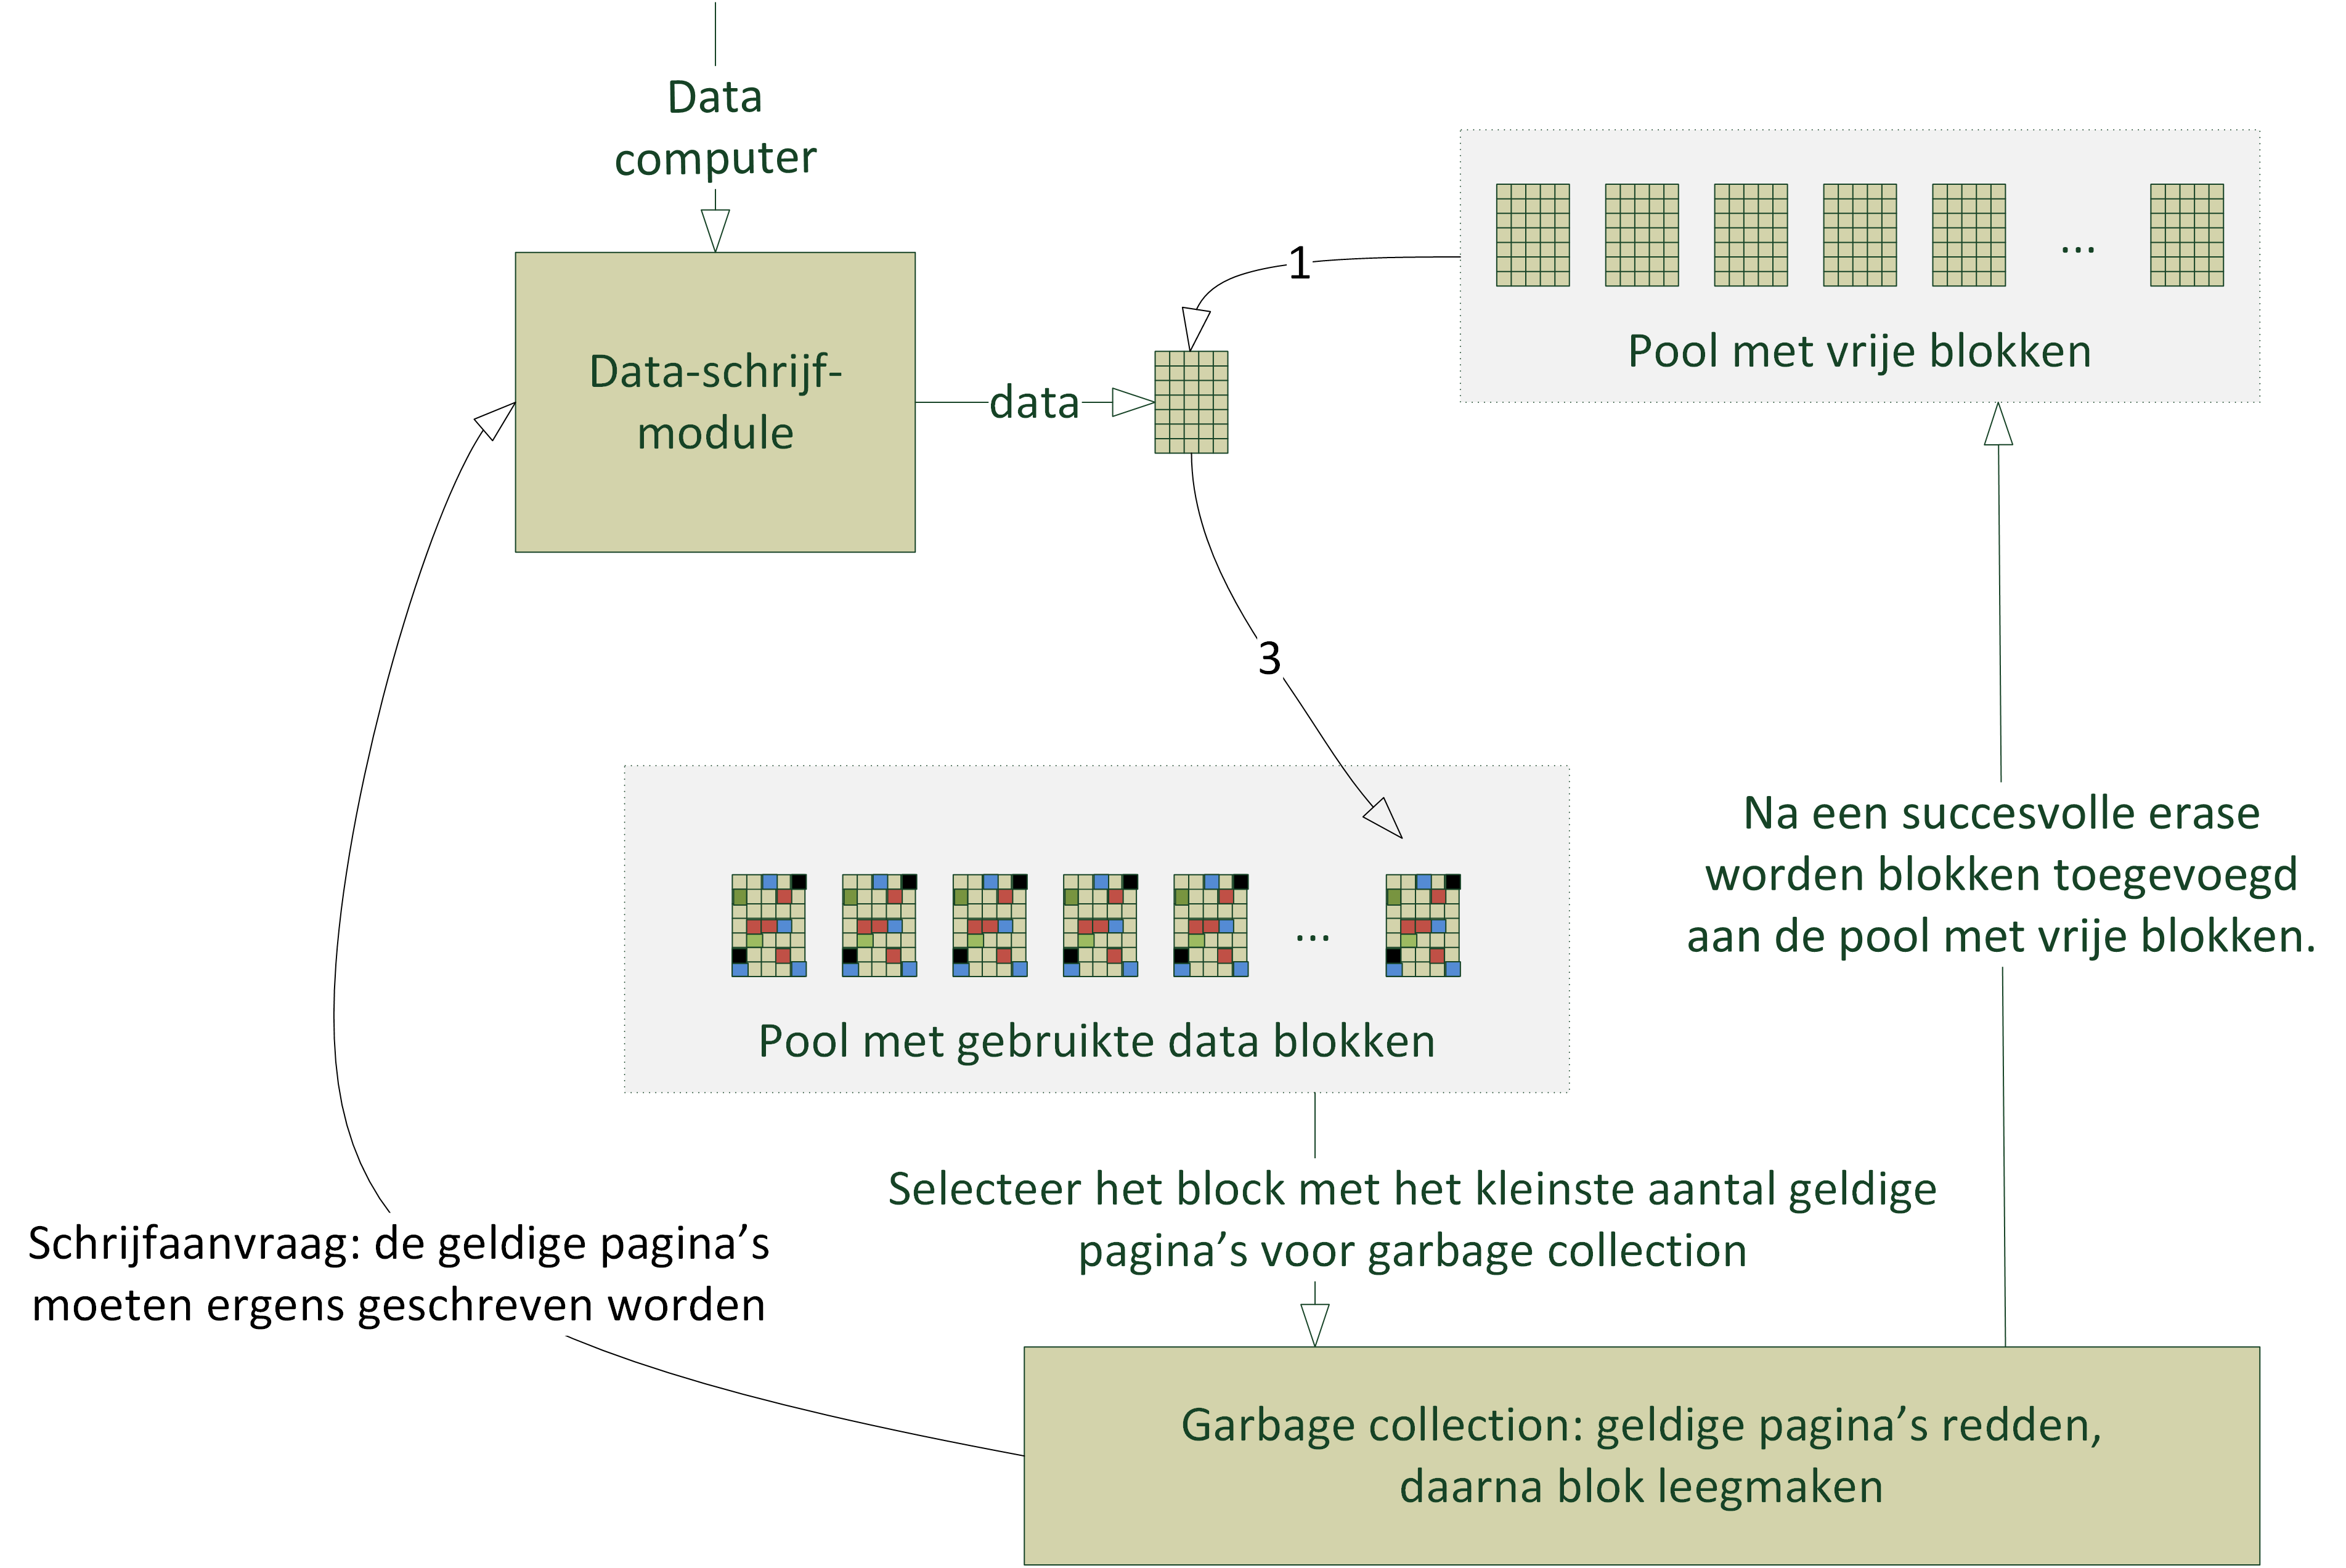 Data
computer
Data-schrijf-
module
data
1
...
Pool met vrije blokken
3
...
Pool met gebruikte data blokken
Na een succesvolle erase
worden blokken toegevoegd
aan de pool met vrije blokken.
Selecteer het block met het kleinste aantal geldige
pagina’s voor garbage collection
Schrijfaanvraag: de geldige pagina’s
moeten ergens geschreven worden
Garbage collection: geldige pagina’s redden,
daarna blok leegmaken